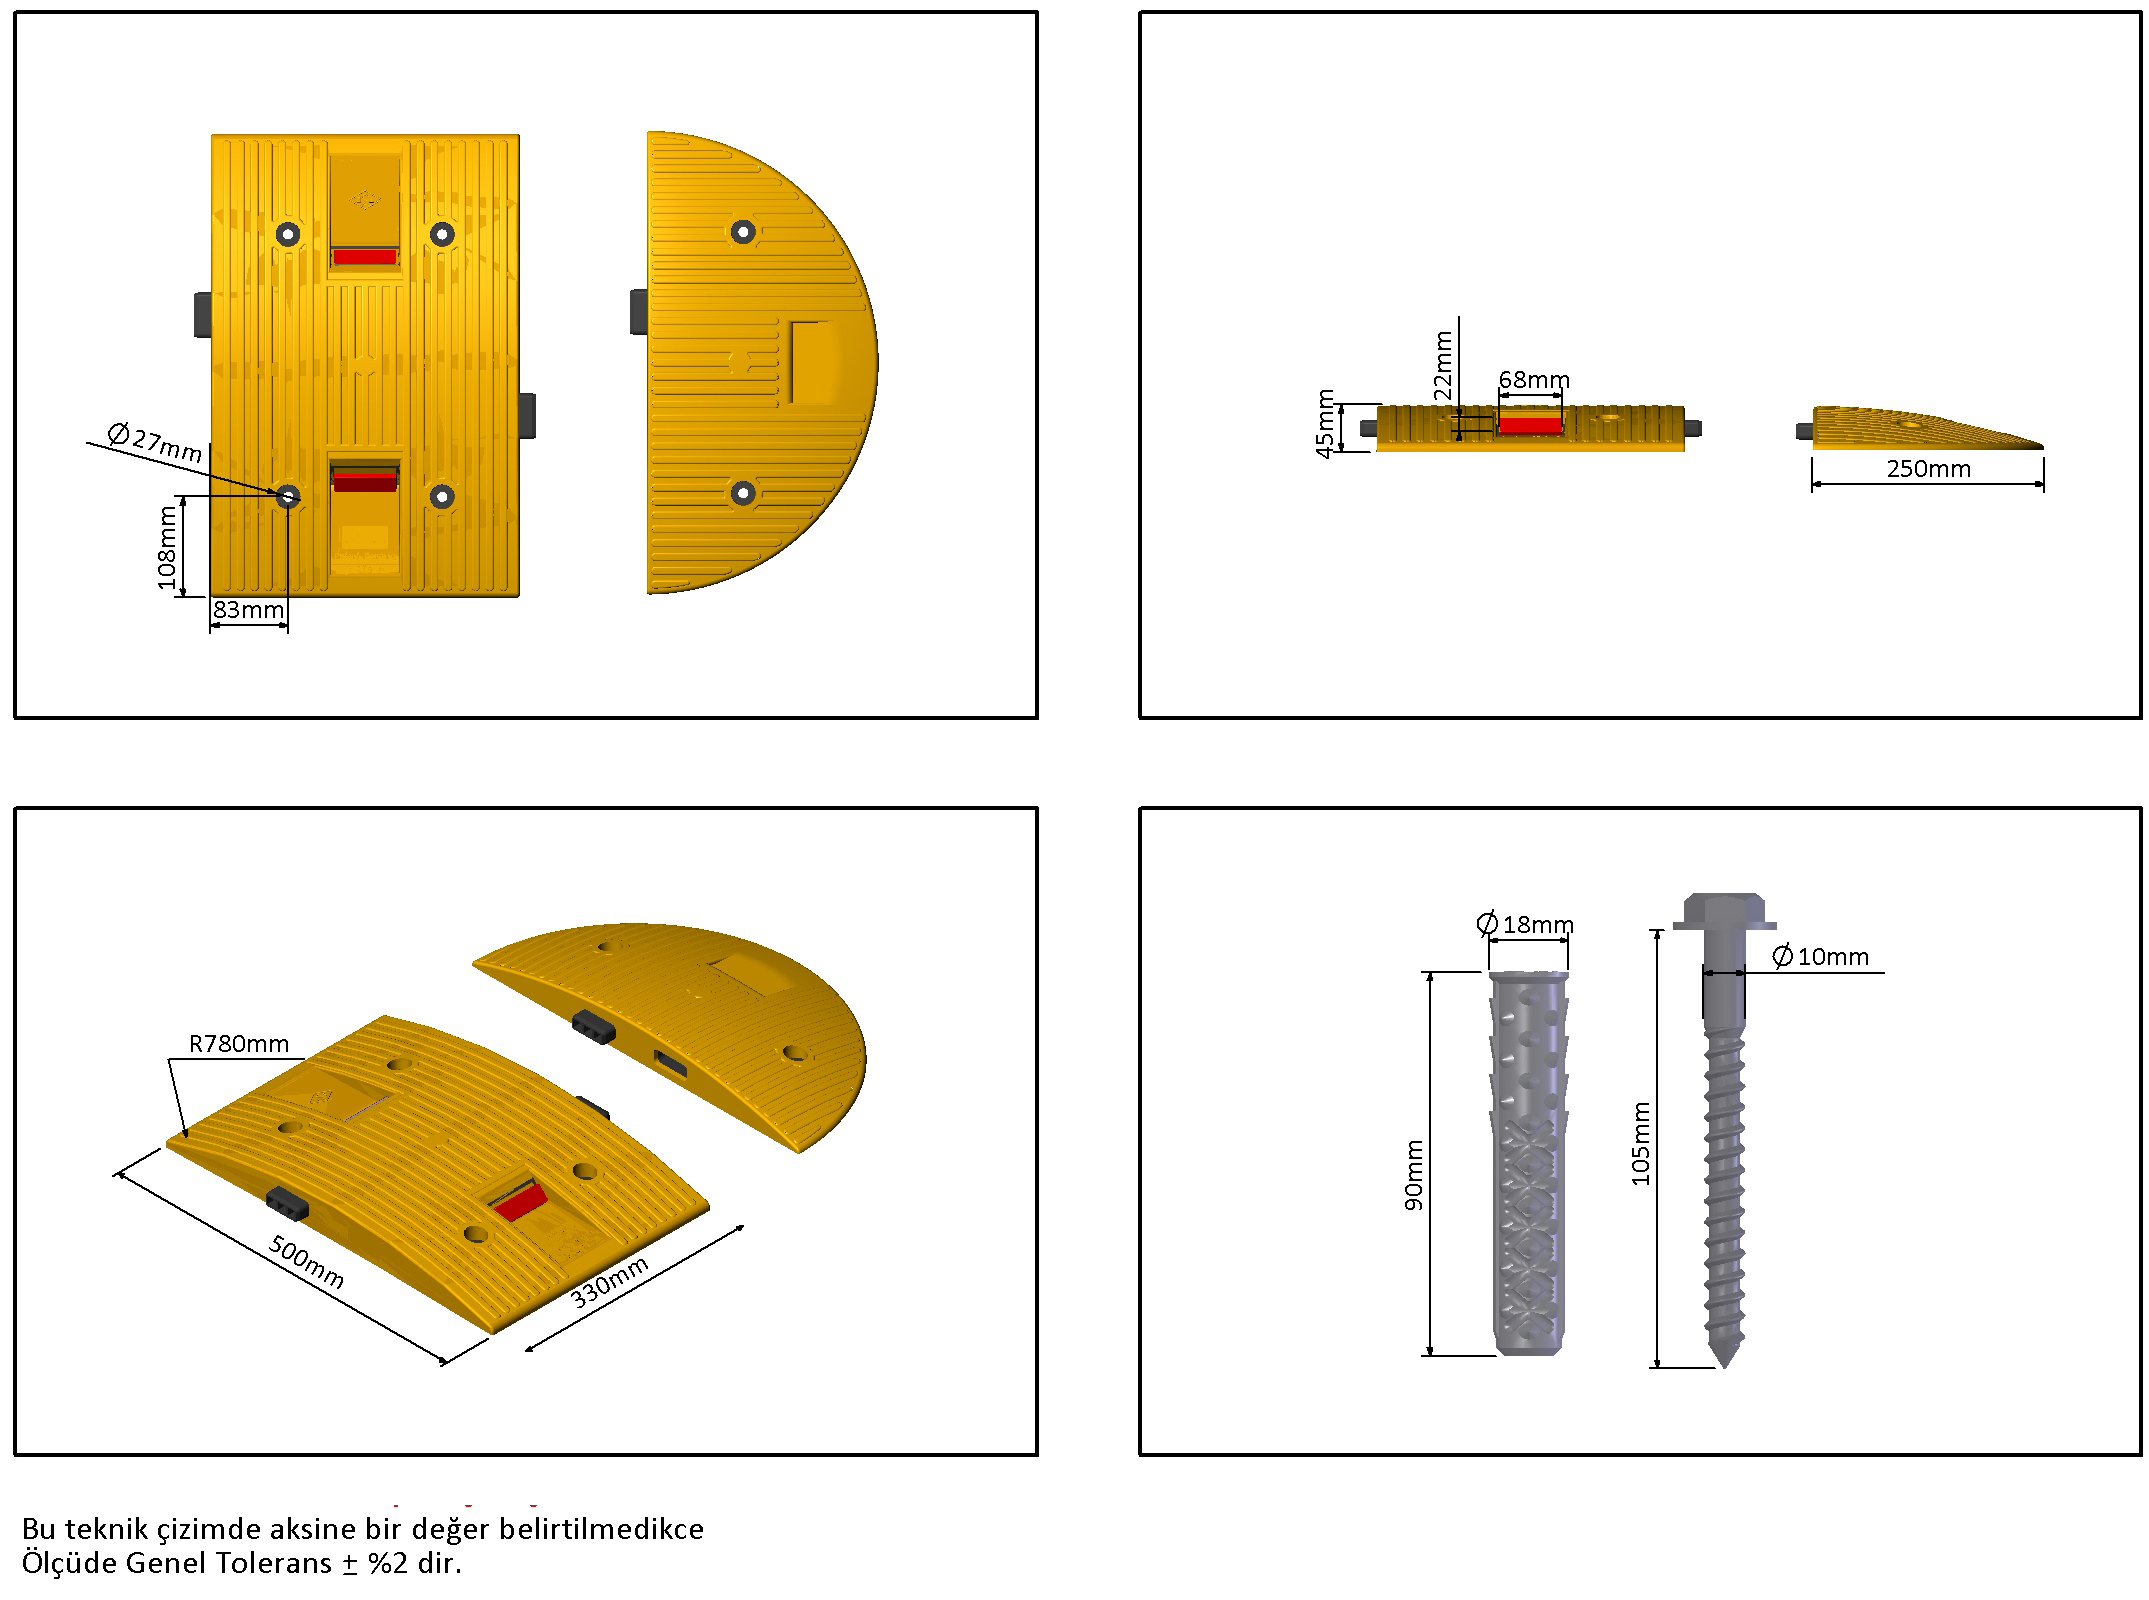 Ø27mm
108mm
83mm
22mm
68mm
45mm
250mm
R780mm
500mm
330mm
Ø18mm
Ø10mm
90mm
105mm
Bu teknik çizimde aksine bir değer belirtilmedikce
Ölçüde Genel Tolerans ± %2 dir.